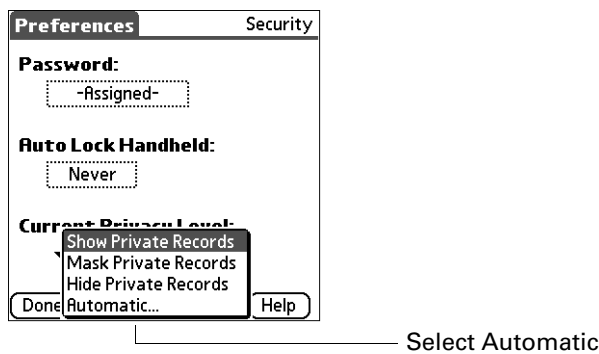 Preferences Security
Password:
-Assigned-
Auto Lock Handheld:
Never
Current Privacy Level:
Show Private Records
Mask Private Records
Hide Private Records
Automatic...
Done Help
Select Automatic